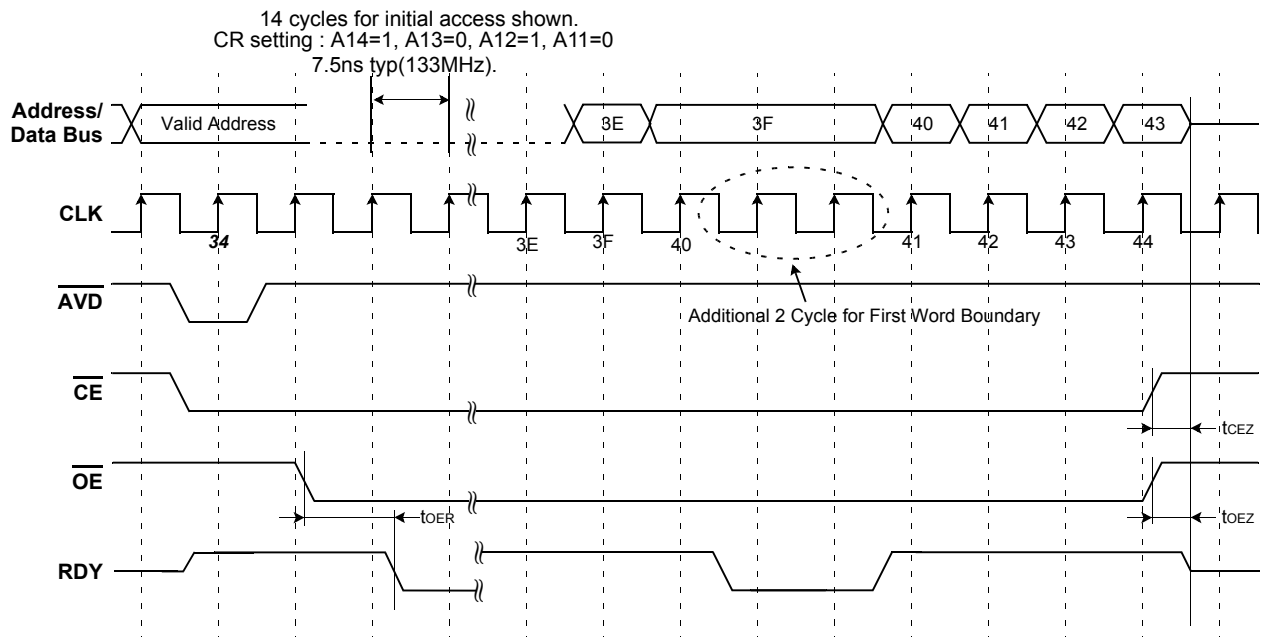 14 cycles for initial access shown.
CR setting : A14=1, A13=0, A12=1, A11=0
7.5ns typ(133MHz).
Address/
Data Bus
Valid Address
3E
3F
40
41
42
43
CLK
34
3E
3F
40
41
42
43
44
AVD
Additional 2 Cycle for First Word Boundary
CE
tCEZ
OE
tOER
tOEZ
RDY